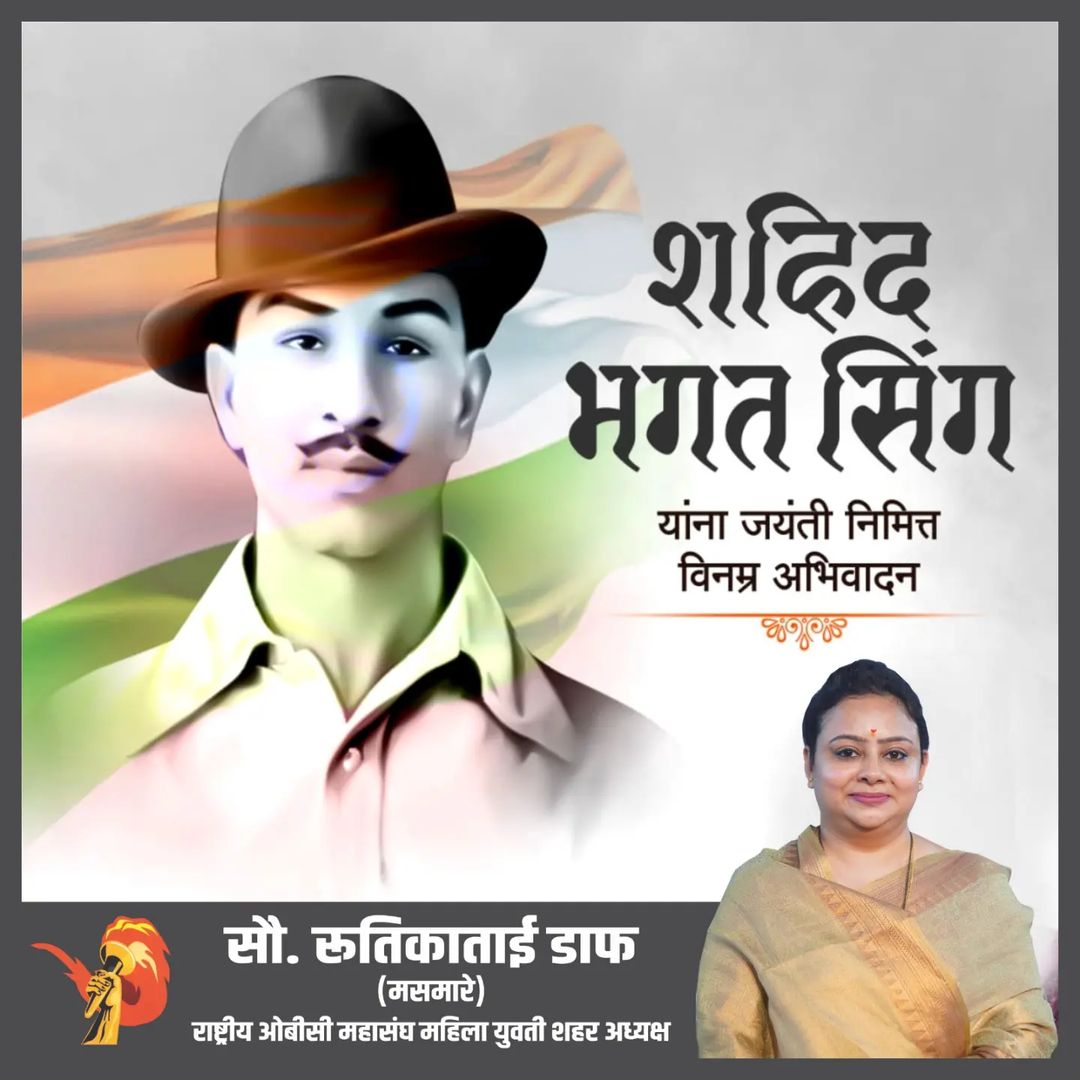 शहिद
भगत सिंग
यांना जयंती निमित्त
विनम्र अभिवादन
सौ. रूतिकाताई डाफ
(मसमारे)
राष्ट्रीय ओबीसी महासंघ महिला युवती शहर अध्यक्ष